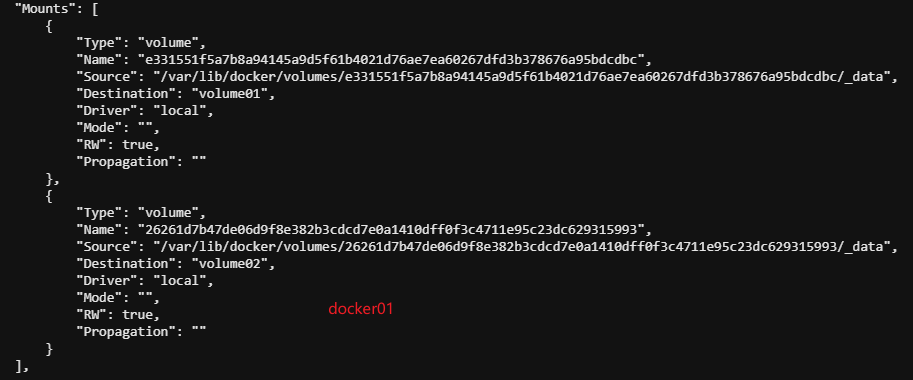 "Mounts": [
{
"Type": "volume",
"Name": "e331551f5a7b8a94145a9d5f61b4021d76ae7ea60267dfd3b378676a95bdcdbc",
"Source": "/var/lib/docker/volumes/e331551f5a7b8a94145a9d5f61b4021d76ae7ea60267dfd3b378676a95bdcdbc/_data",
"Destination": "volume01",
"Driver": "local",
"Mode": "",
"RW": true,
"Propagation": ""
},
{
"Type": "volume",
"Name": "26261d7b47de06d9f8e382b3cdcd7e0a1410dff0f3c4711e95c23dc629315993",
"Source": "/var/lib/docker/volumes/26261d7b47de06d9f8e382b3cdcd7e0a1410dff0f3c4711e95c23dc629315993/_data",
"Destination": "volume02",
"Driver": "local",
"Mode": "",
docker01
"RW": true,
"Propagation": ""
}
],